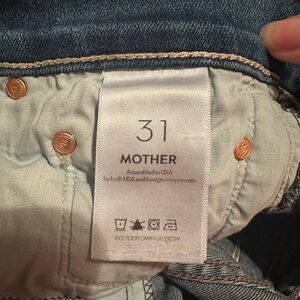 31
MOTHER
Assembled in USA
by both USA and foreign components
DO YOUR OWN LAUNDRY